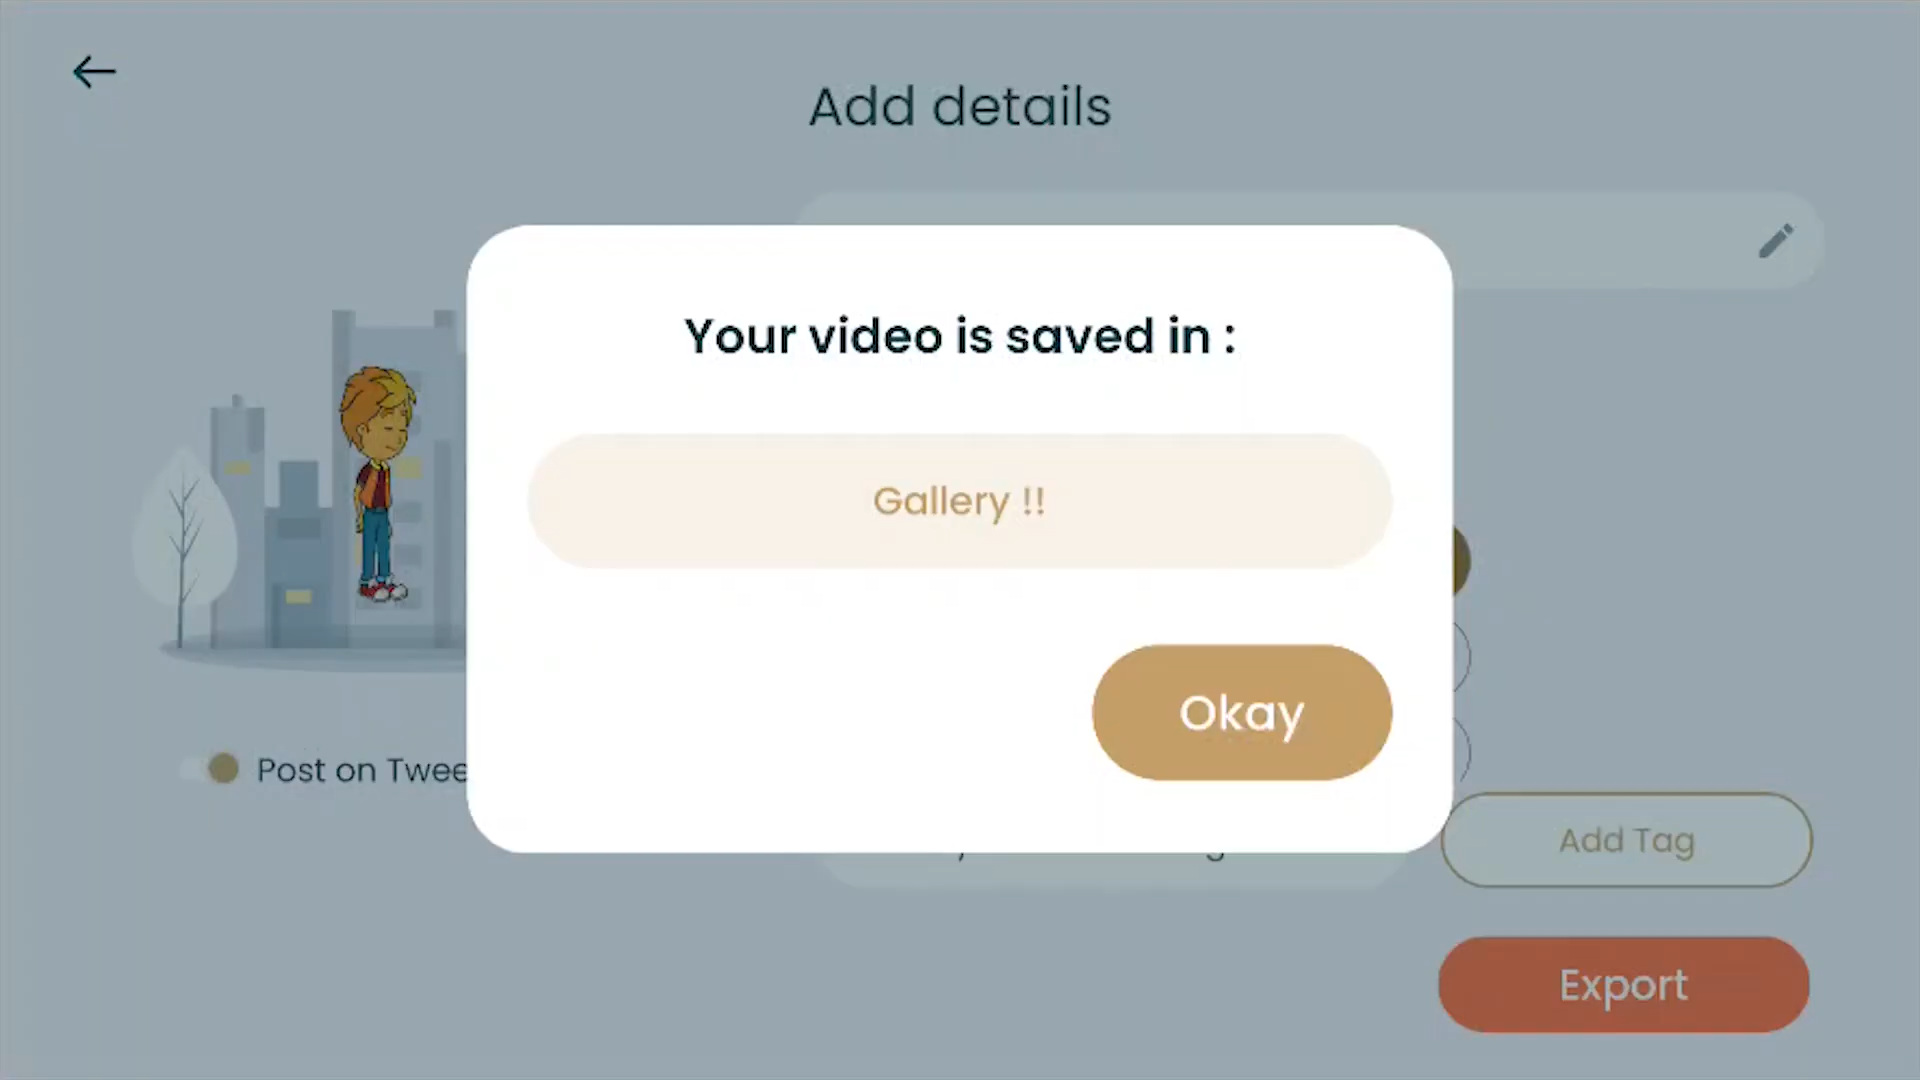 Add details
Your video is saved in :
Gallery !!
Okay
Post on Twee
Add Tag
Export